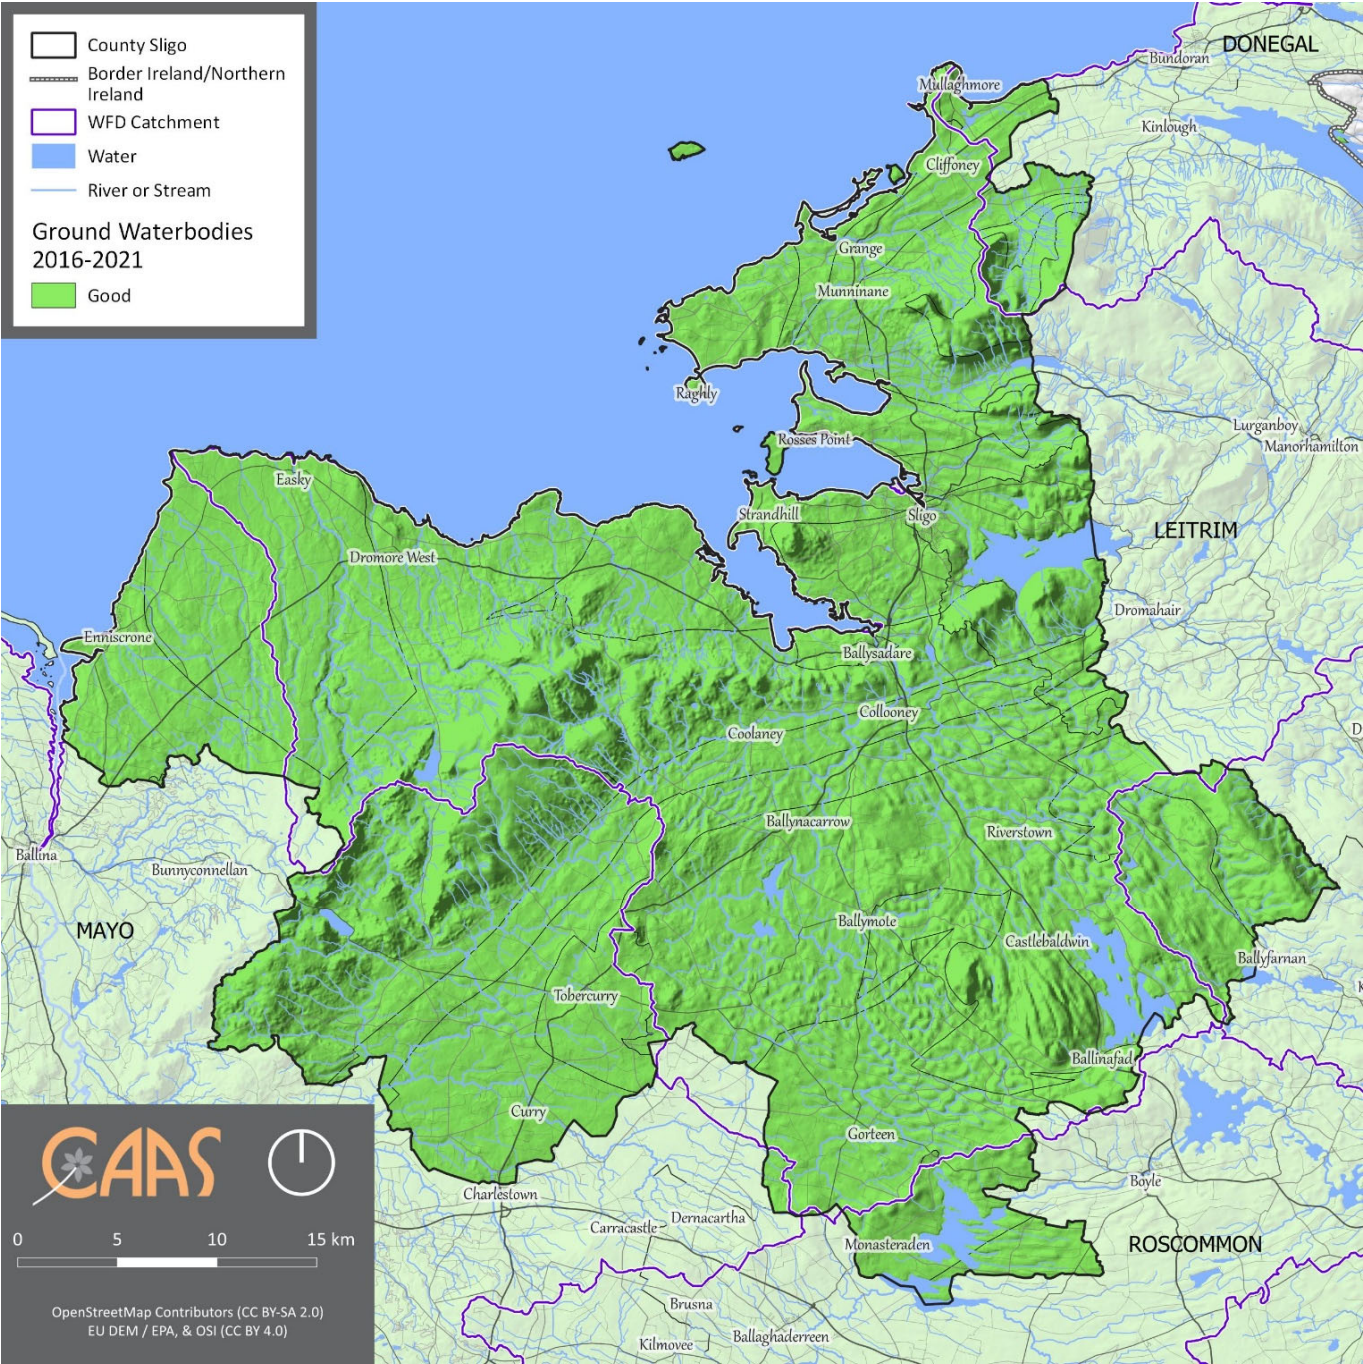 County Sligo
Border Ireland/Northern
Ireland
WFD Catchment
Water
River or Stream
Ground Waterbodies
2016-2021
Good
DONEGAL
Bundoran
Mullaghmore
Kinlough
Cliffoney
Grange
Munninane
Raghly
Lurganboy
Rosses Point
Manorhamilton
Easky
Strandhill
Sligo
LEITRIM
Dromore West
Dromahair
Enniscrone
Ballysadare
Collooney
Coolaney
D
Ballynacarrow
Riverstown
Ballina
Bunnyconnellan
MAYO
Ballymote
Castlebaldwin
Ballyfarnan
K
Tobercurry
Ballinafad
Curry
Gorteen
Boyle
Charlestown
Dernacartha
Carracastle
Monasteraden
ROSCOMMON
Brusna
Kilmovee
Ballaghaderreen
CAAS
0 5 10 15 km
OpenStreetMap Contributors (CC BY-SA 2.0)
EU DEM / EPA, & OSI (CC BY 4.0)